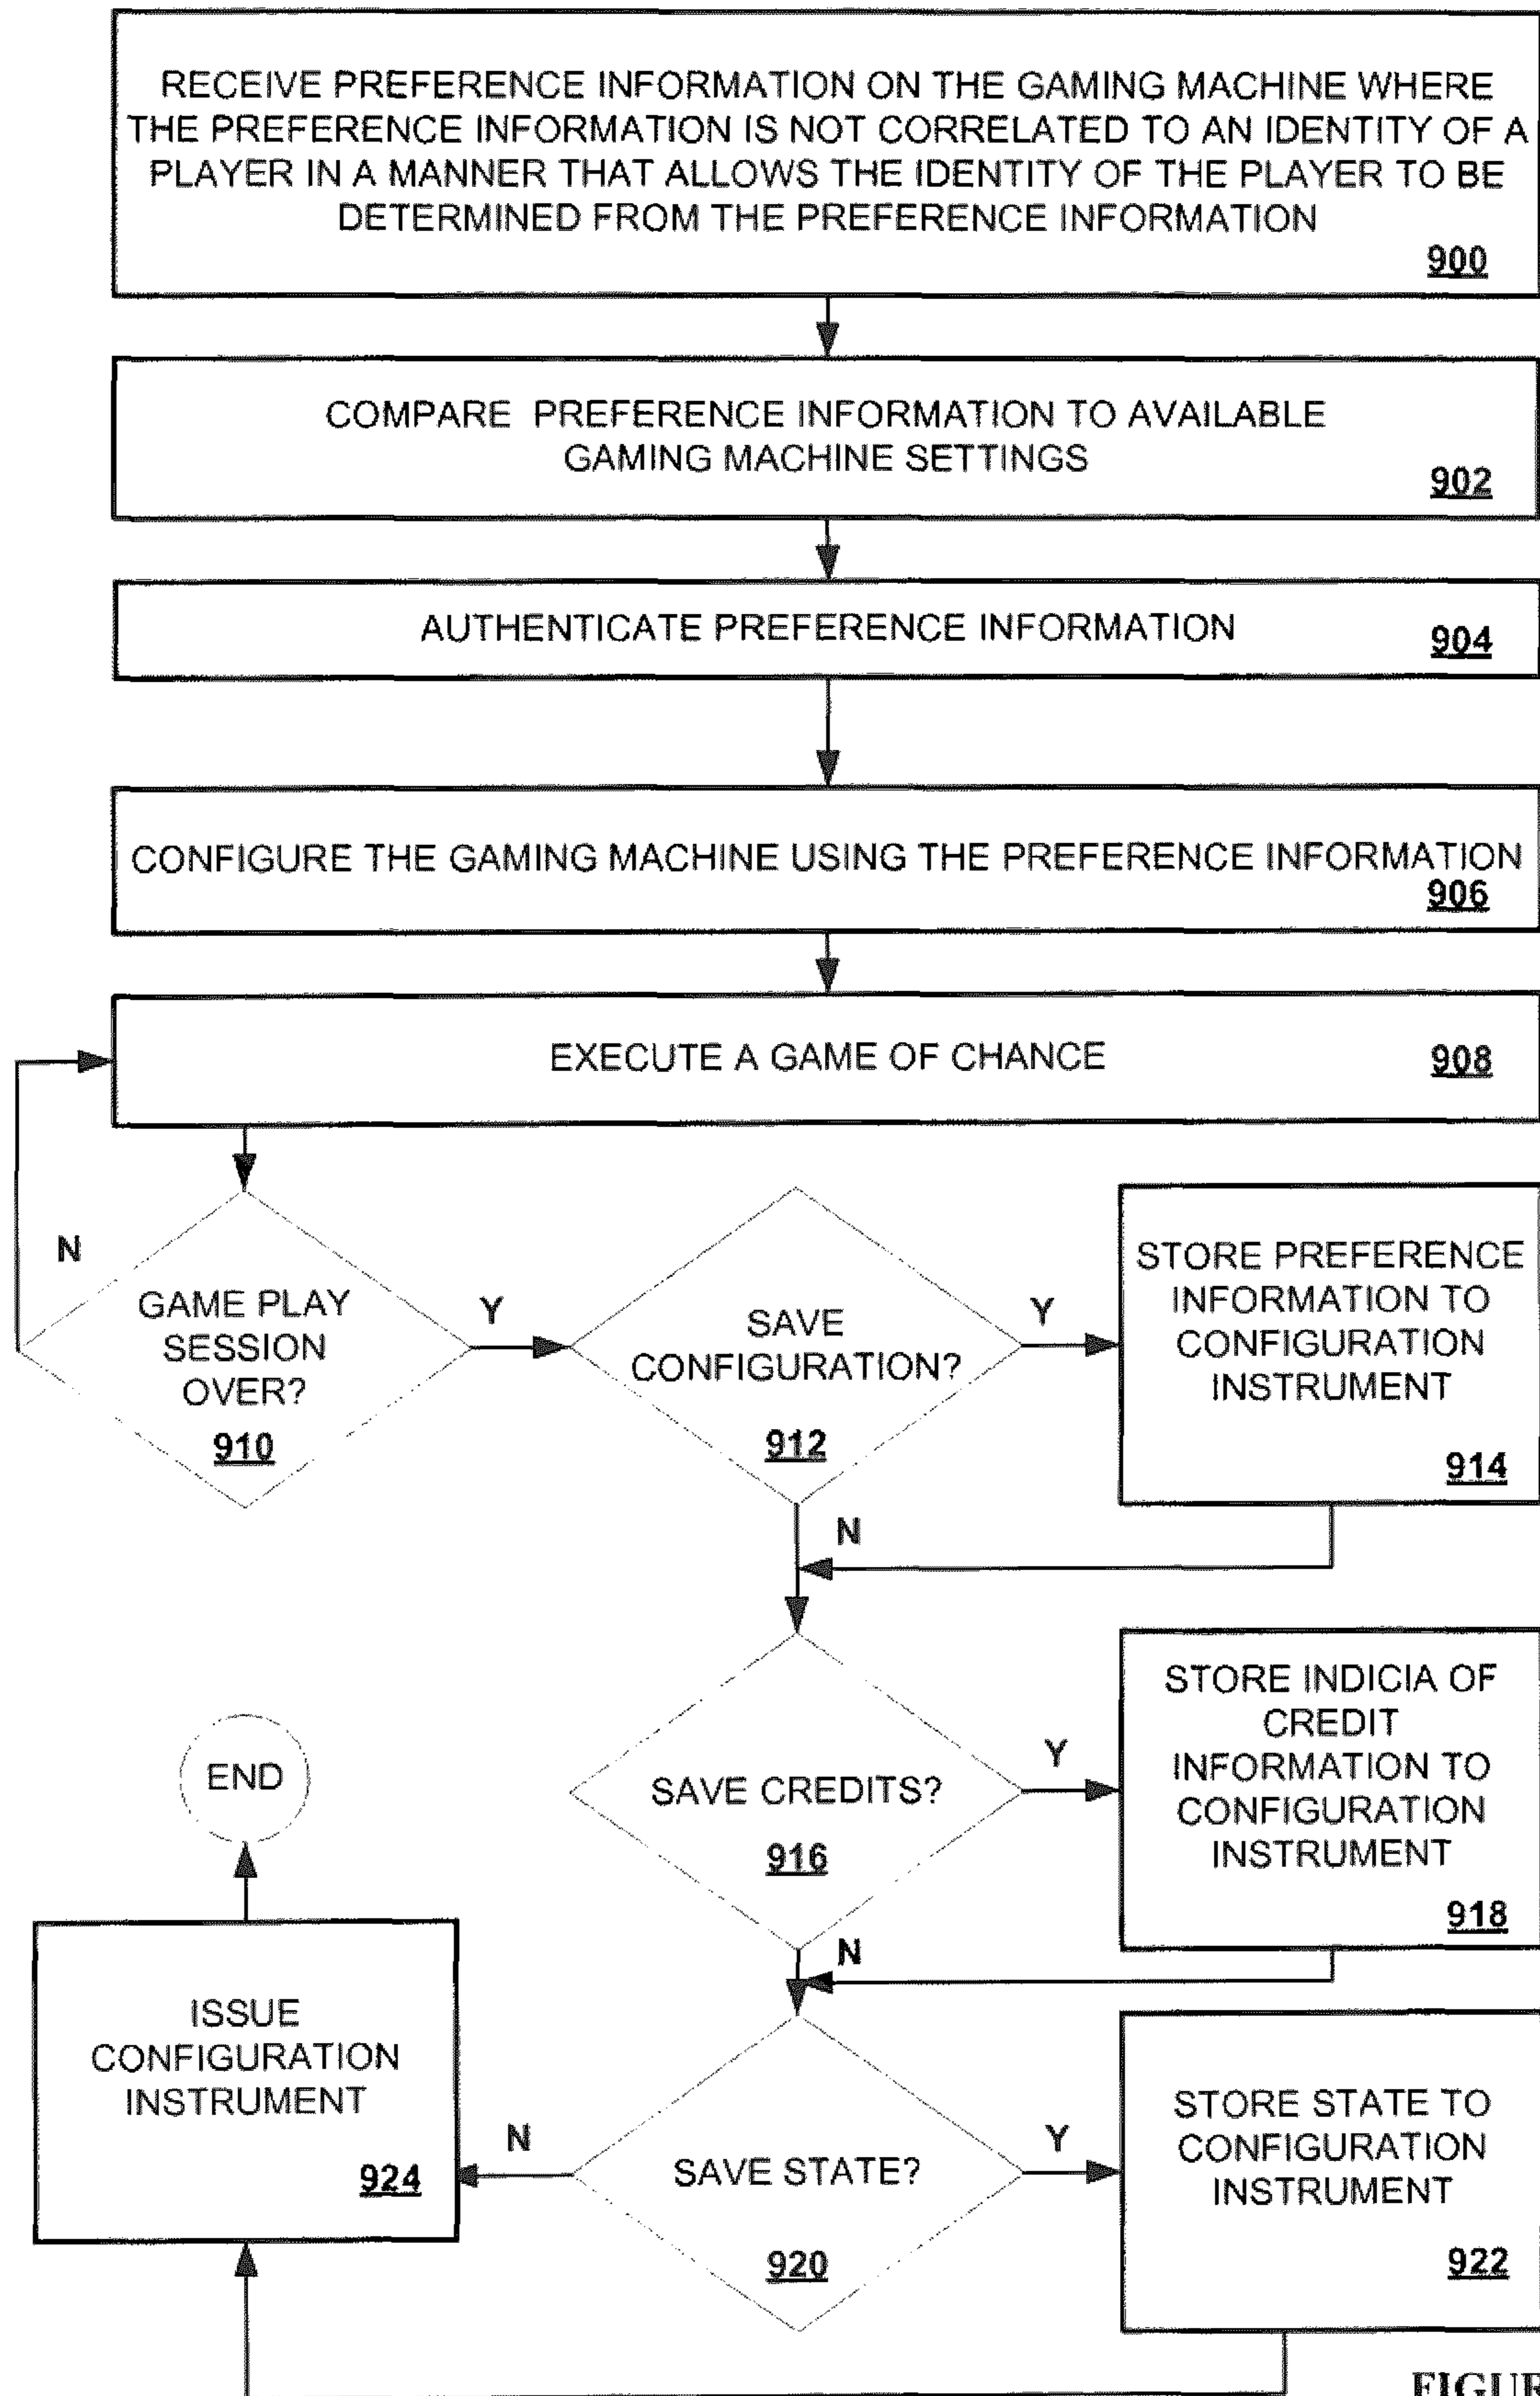 RECEIVE PREFERENCE INFORMATION ON THE GAMING MACHINE WHERE
THE PREFERENCE INFORMATION IS NOT CORRELATED TO AN IDENTITY OF A
PLAYER IN A MANNER THAT ALLOWS THE IDENTITY OF THE PLAYER TO BE
DETERMINED FROM THE PREFERENCE INFORMATION
900
COMPARE PREFERENCE INFORMATION TO AVAILABLE
GAMING MACHINE SETTINGS
902
AUTHENTICATE PREFERENCE INFORMATION
904
CONFIGURE THE GAMING MACHINE USING THE PREFERENCE INFORMATION
906
EXECUTE A GAME OF CHANCE
908
N
GAME PLAY
SESSION
OVER?
910
Y
SAVE
CONFIGURATION?
912
Y
STORE PREFERENCE
INFORMATION TO
CONFIGURATION
INSTRUMENT
914
N
SAVE CREDITS?
916
Y
STORE INDICIA OF
CREDIT
INFORMATION TO
CONFIGURATION
INSTRUMENT
918
N
END
ISSUE
CONFIGURATION
INSTRUMENT
924
N
SAVE STATE?
920
Y
STORE STATE TO
CONFIGURATION
INSTRUMENT
922
FIGURE